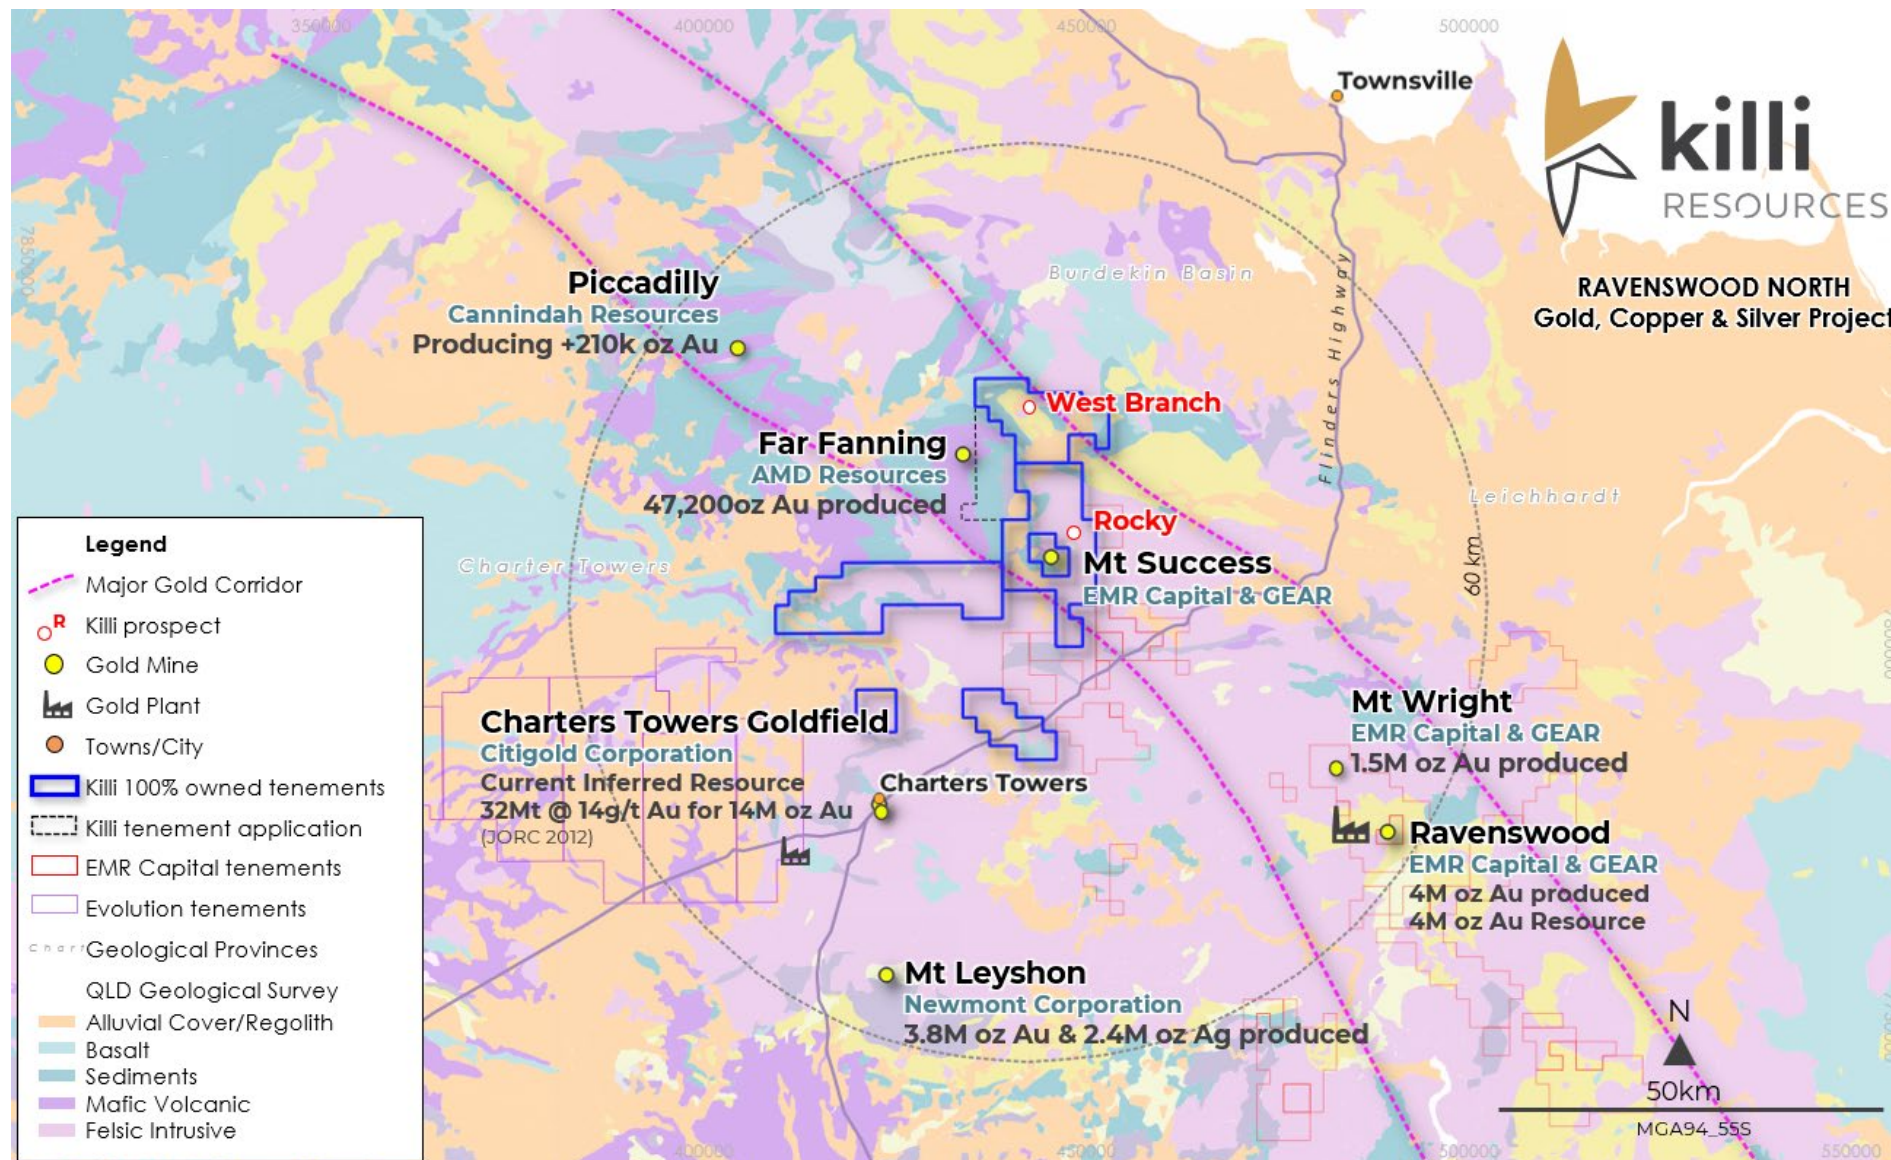 350000
400000
450000
500000
Townsville
killi
RESOURCES
7850000
Burdekin Basin
Piccadilly
Cannindah Resources
Producing +210k oz Au
RAVENSWOOD NORTH
Gold, Copper & Silver Project
Flinders Highway
West Branch
Far Fanning
AMD Resources
47,200oz Au produced
Leichhardt
Rocky
Mt Success
EMR Capital & GEAR
Charter Towers
60 km
Legend
Major Gold Corridor
R
Killi prospect
Gold Mine
Gold Plant
Towns/City
Killi 100% owned tenements
Killi tenement application
EMR Capital tenements
Evolution tenements
Chart
Geological Provinces
QLD Geological Survey
Alluvial Cover/Regolith
Basalt
Sediments
Mafic Volcanic
Felsic Intrusive
Charters Towers Goldfield
Citigold Corporation
Current Inferred Resource
32Mt @ 14g/t Au for 14M oz Au
(JORC 2012)
Charters Towers
Mt Wright
EMR Capital & GEAR
1.5M oz Au produced
Ravenswood
EMR Capital & GEAR
4M oz Au produced
4M oz Au Resource
Mt Leyshon
Newmont Corporation
3.8M oz Au & 2.4M oz Ag produced
N
50km
MGA94_55S
400000
450000
500000
550000